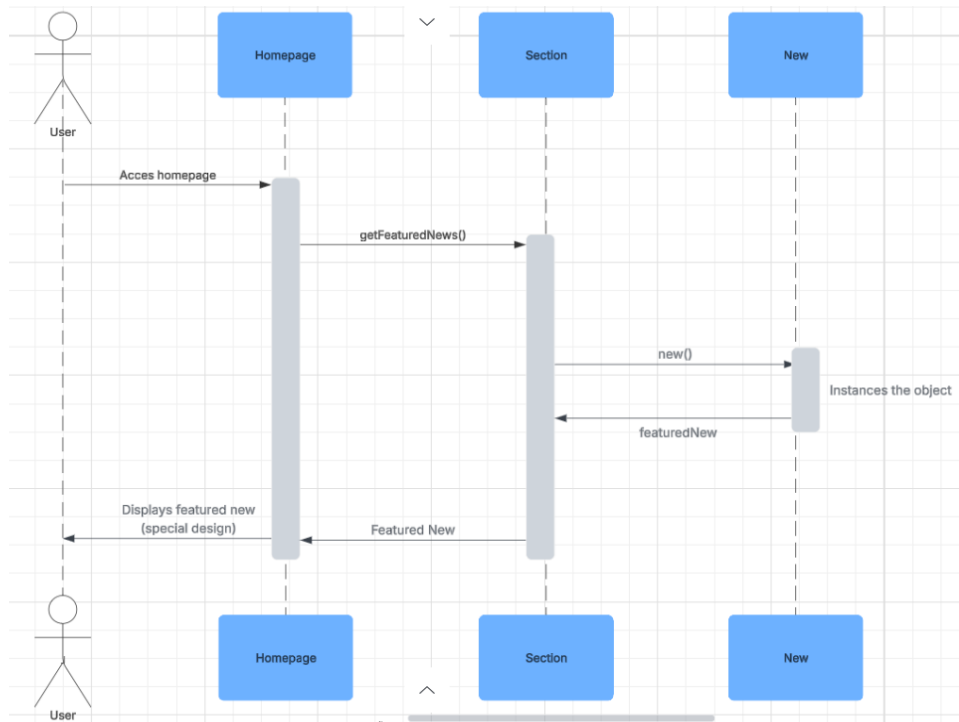 Homepage
Section
New
User
Acces homepage
getFeaturedNews()
new()
Instances the object
featuredNew
Displays featured new
(special design)
Featured New
Homepage
Section
New
User